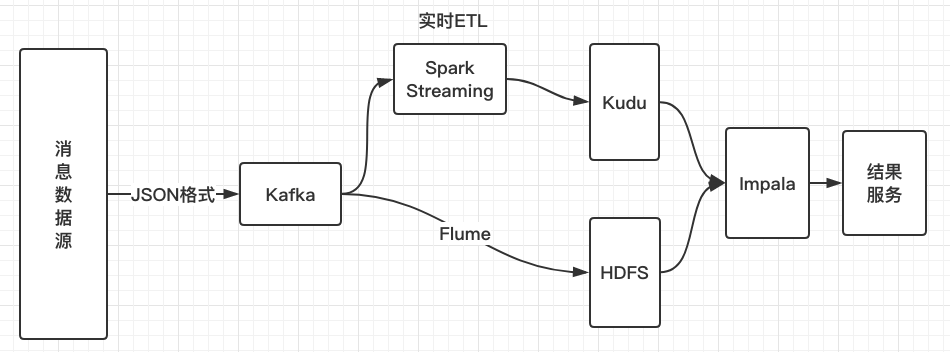 实时ETL
消
息
数
据
源
JSON格式
Kafka
Spark
Streaming
Flume
Kudu
HDFS
Impala
结果
服务